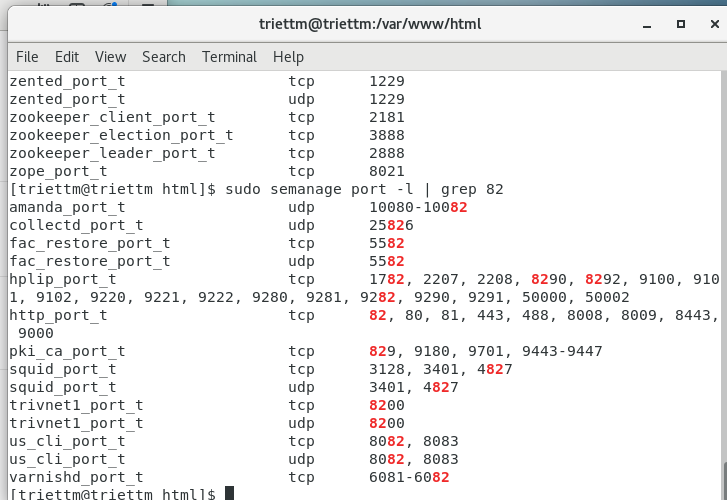 triettm@triettm:/var/www/html
File Edit View Search Terminal Help
zented_port_t tcp 1229
zented_port_t udp 1229
zookeeper_client_port_t tcp 2181
zookeeper_election_port_t tcp 3888
zookeeper_leader_port_t tcp 2888
zope_port_t tcp 8021
[triettm@triettm html]$ sudo semanage port -l | grep 82
amanda_port_t udp 10080-10082
collectd_port_t udp 25826
fac_restore_port_t tcp 5582
fac_restore_port_t udp 5582
hplip_port_t tcp 1782, 2207, 2208, 8290, 8292, 9100, 910
1, 9102, 9220, 9221, 9222, 9280, 9281, 9282, 9290, 9291, 50000, 50002
http_port_t tcp 82, 80, 81, 443, 488, 8008, 8009, 8443,
9000
pki_ca_port_t tcp 829, 9180, 9701, 9443-9447
squid_port_t tcp 3128, 3401, 4827
squid_port_t udp 3401, 4827
trivnet1_port_t tcp 8200
trivnet1_port_t udp 8200
us_cli_port_t tcp 8082, 8083
us_cli_port_t udp 8082, 8083
varnishd_port_t tcp 6081-6082
[triettm@triettm html]$